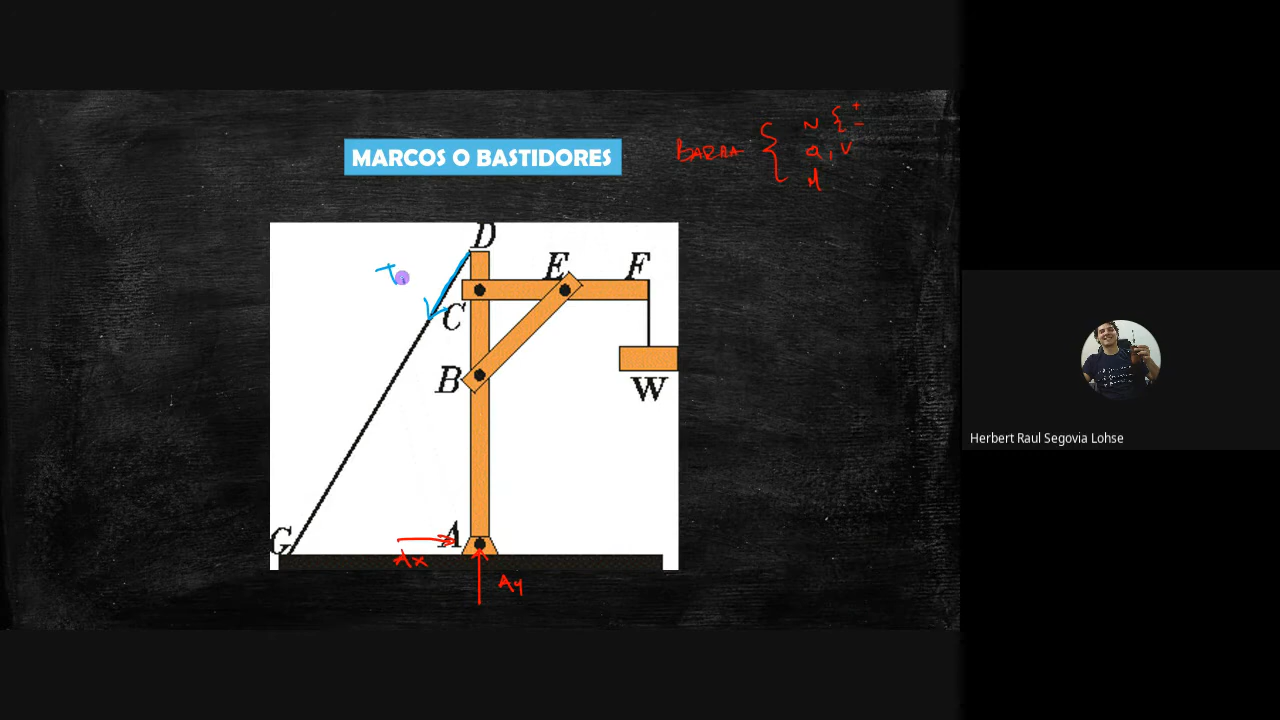 MARCOS O BASTIDORES
BARRA { N { + -
Q, V
M
D
T
E
F
C
B
W
G
A
Ax
Ay
Herbert Raul Segovia Lohse